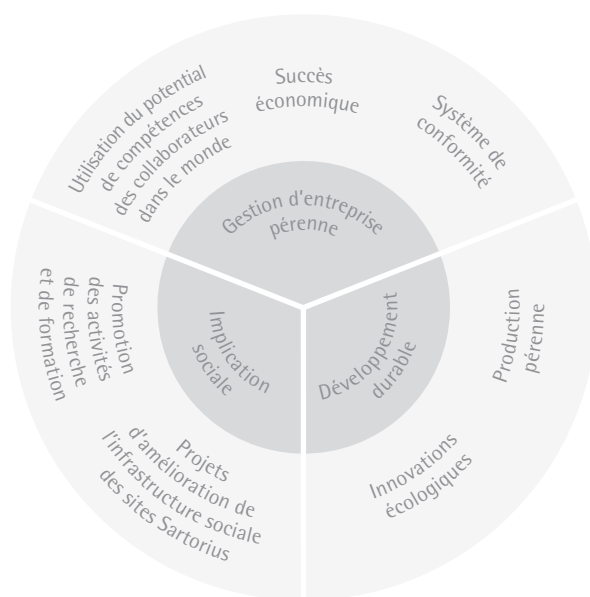 Utilisation du potentiel
de compétences
des collaborateurs
dans le monde
Succès
économique
Système de
conformité
Gestion d'entreprise
pérenne
Promotion
des activités
de recherche
et de formation
Implication
sociale
Développement
durable
Production
pérenne
Projets
d'amélioration de
l'infrastructure sociale
des sites Sartorius
Innovations
écologiques